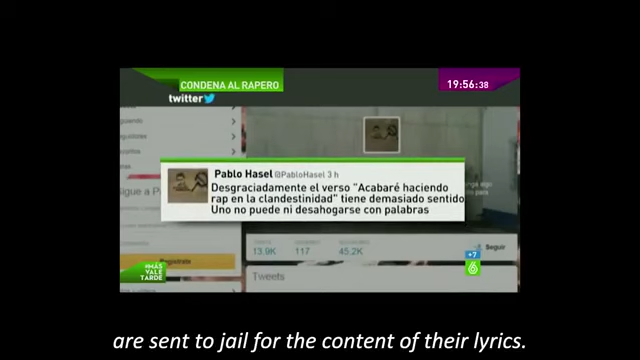 CONDENA AL RAPERO
19:56:38
twitter
Pablo Hasel @PabloHasel 3 h
Desgraciadamente el verso "Acabaré haciendo
rap en la clandestinidad" tiene demasiado sentido
Uno no puede ni desahogarse con palabras
13.9K 117 45,2K
Seguir
Tweets
Regístrate
#MÁS
VALE
TARDE
+7
6
are sent to jail for the content of their lyrics.